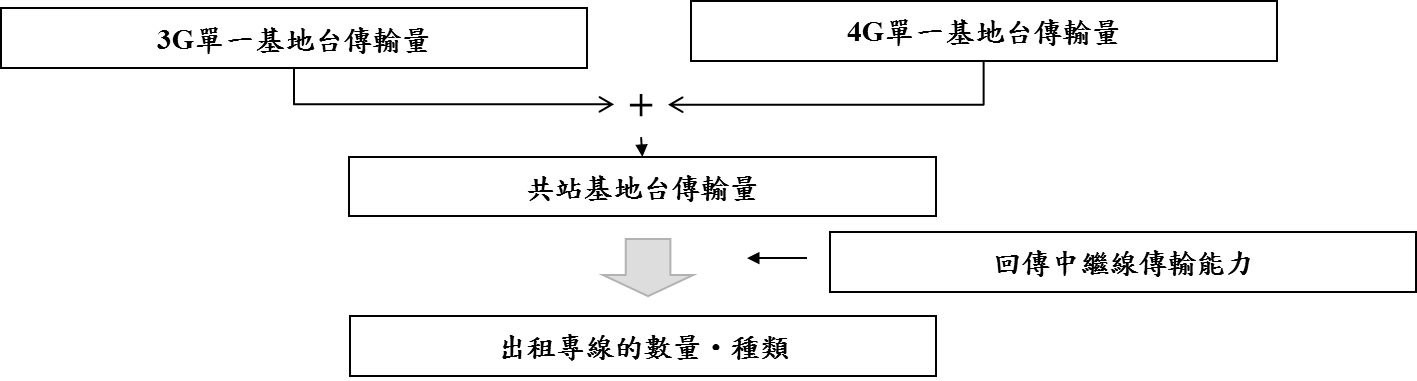 3G單一基地台傳輸量
4G單一基地台傳輸量
+
共站基地台傳輸量
回傳中繼線傳輸能力
出租專線的數量・種類